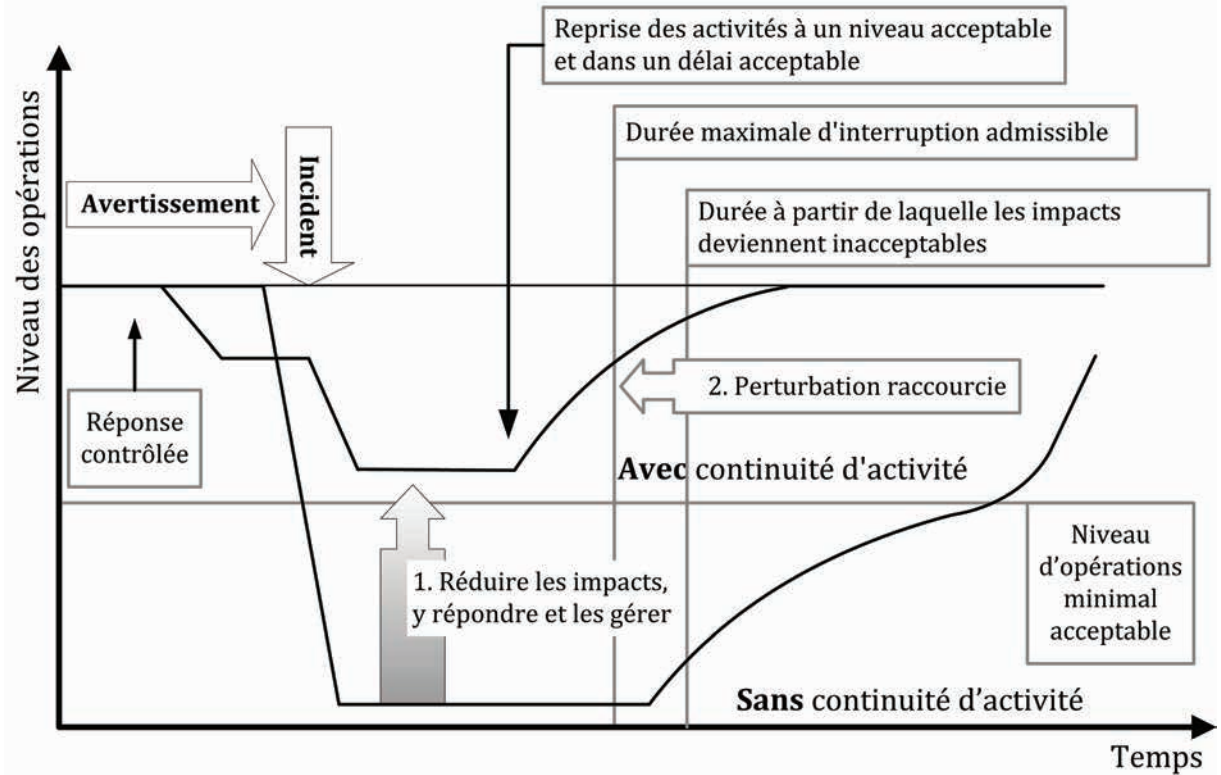 Reprise des activités à un niveau acceptable
et dans un délai acceptable
Durée maximale d'interruption admissible
Durée à partir de laquelle les impacts
deviennent inacceptables
Niveau des opérations
Avertissement
Incident
Réponse
contrôlée
2. Perturbation raccourcie
Avec continuité d'activité
1. Réduire les impacts,
y répondre et les gérer
Niveau
d’opérations
minimal
acceptable
Sans continuité d’activité
Temps